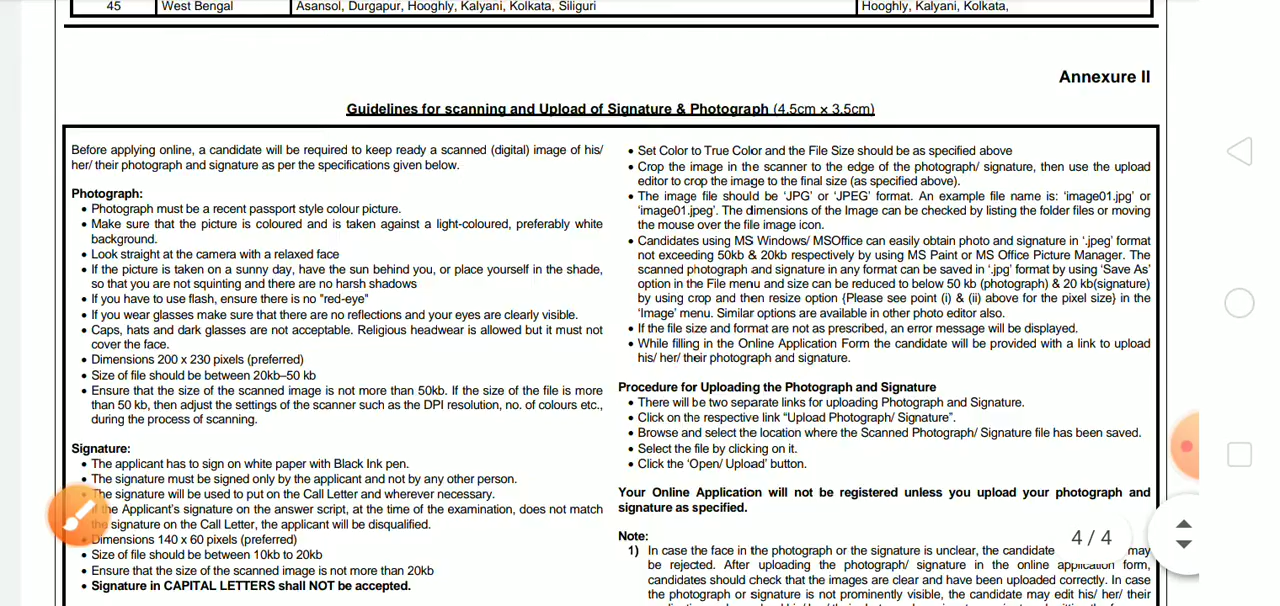 45 West Bengal Asansol, Durgapur, Hooghly, Kalyani, Kolkata, Siliguri Hooghly, Kalyani, Kolkata,
Annexure II
Guidelines for scanning and Upload of Signature & Photograph (4.5cm × 3.5cm)
Before applying online, a candidate will be required to keep ready a scanned (digital) image of his/
her/ their photograph and signature as per the specifications given below.
Photograph:
• Photograph must be a recent passport style colour picture.
• Make sure that the picture is coloured and is taken against a light-coloured, preferably white
background.
• Look straight at the camera with a relaxed face
• If the picture is taken on a sunny day, have the sun behind you, or place yourself in the shade,
so that you are not squinting and there are no harsh shadows
• If you have to use flash, ensure there is no "red-eye"
• If you wear glasses make sure that there are no reflections and your eyes are clearly visible.
• Caps, hats and dark glasses are not acceptable. Religious headwear is allowed but it must not
cover the face.
• Dimensions 200 x 230 pixels (preferred)
• Size of file should be between 20kb–50 kb
• Ensure that the size of the scanned image is not more than 50kb. If the size of the file is more
than 50 kb, then adjust the settings of the scanner such as the DPI resolution, no. of colours etc.,
during the process of scanning.
Signature:
• The applicant has to sign on white paper with Black Ink pen.
• The signature must be signed only by the applicant and not by any other person.
The signature will be used to put on the Call Letter and wherever necessary.
the Applicant's signature on the answer script, at the time of the examination, does not match
the signature on the Call Letter, the applicant will be disqualified.
Dimensions 140 x 60 pixels (preferred)
• Size of file should be between 10kb to 20kb
• Ensure that the size of the scanned image is not more than 20kb
• Signature in CAPITAL LETTERS shall NOT be accepted.
• Set Color to True Color and the File Size should be as specified above
• Crop the image in the scanner to the edge of the photograph/ signature, then use the upload
editor to crop the image to the final size (as specified above).
• The image file should be 'JPG' or 'JPEG' format. An example file name is: 'image01.jpg' or
'image01.jpeg'. The dimensions of the Image can be checked by listing the folder files or moving
the mouse over the file image icon.
• Candidates using MS Windows/ MSOffice can easily obtain photo and signature in '.jpeg' format
not exceeding 50kb & 20kb respectively by using MS Paint or MS Office Picture Manager. The
scanned photograph and signature in any format can be saved in '.jpg' format by using 'Save As'
option in the File menu and size can be reduced to below 50 kb (photograph) & 20 kb(signature)
by using crop and then resize option {Please see point (i) & (ii) above for the pixel size} in the
'Image' menu. Similar options are available in other photo editor also.
• If the file size and format are not as prescribed, an error message will be displayed.
• While filling in the Online Application Form the candidate will be provided with a link to upload
his/ her/ their photograph and signature.
Procedure for Uploading the Photograph and Signature
• There will be two separate links for uploading Photograph and Signature.
• Click on the respective link "Upload Photograph/ Signature".
• Browse and select the location where the Scanned Photograph/ Signature file has been saved.
• Select the file by clicking on it.
• Click the 'Open/ Upload' button.
Your Online Application will not be registered unless you upload your photograph and
signature as specified.
Note:
1) In case the face in the photograph or the signature is unclear, the candidate may
be rejected. After uploading the photograph/ signature in the online application form,
candidates should check that the images are clear and have been uploaded correctly. In case
the photograph or signature is not prominently visible, the candidate may edit his/ her/ their
4 / 4